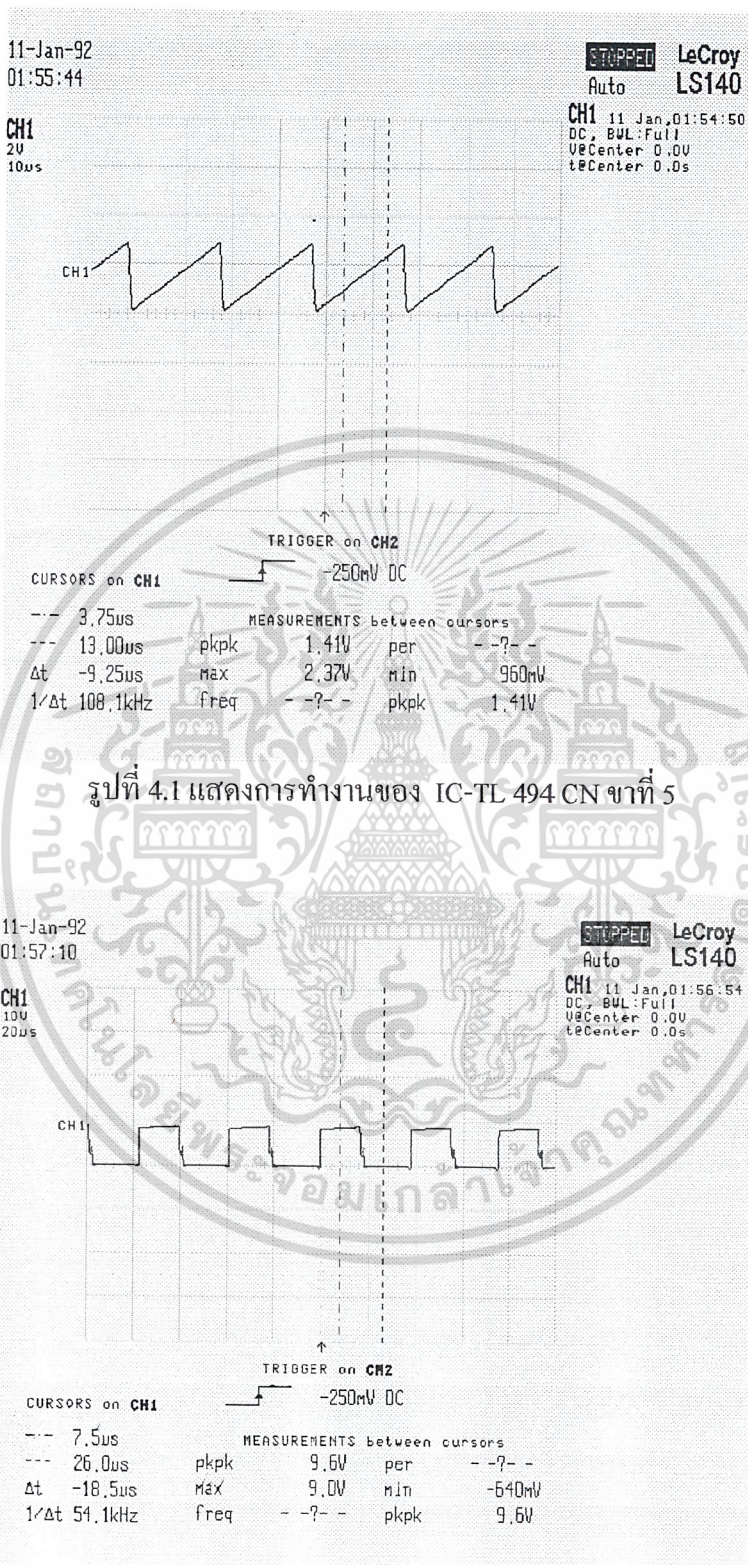 11-Jan-92
01:55:44
STOPPED LeCroy
Auto LS140
CH1 11 Jan,01:54:50
DC, BWL:Full
V@Center 0.0V
t@Center 0.0s
CH1
2V
10us
CH1
TRIGGER on CH2
-250mV DC
CURSORS on CH1
3.75us MEASUREMENTS between cursors
13.00us pkpk 1.41V per - -?- -
Δt -9.25us max 2.37V min 960mV
1/Δt 108.1kHz freq - -?- - pkpk 1.41V
รูปที่ 4.1 แสดงการทำงานของ IC-TL 494 CN ขาที่ 5
11-Jan-92
01:57:10
STOPPED LeCroy
Auto LS140
CH1 11 Jan,01:56:54
DC, BWL:Full
V@Center 0.0V
t@Center 0.0s
CH1
10V
20us
CH1
TRIGGER on CH2
-250mV DC
CURSORS on CH1
7.5us MEASUREMENTS between cursors
26.0us pkpk 9.6V per - -?- -
Δt -18.5us max 9.0V min -640mV
1/Δt 54.1kHz freq - -?- - pkpk 9.6V